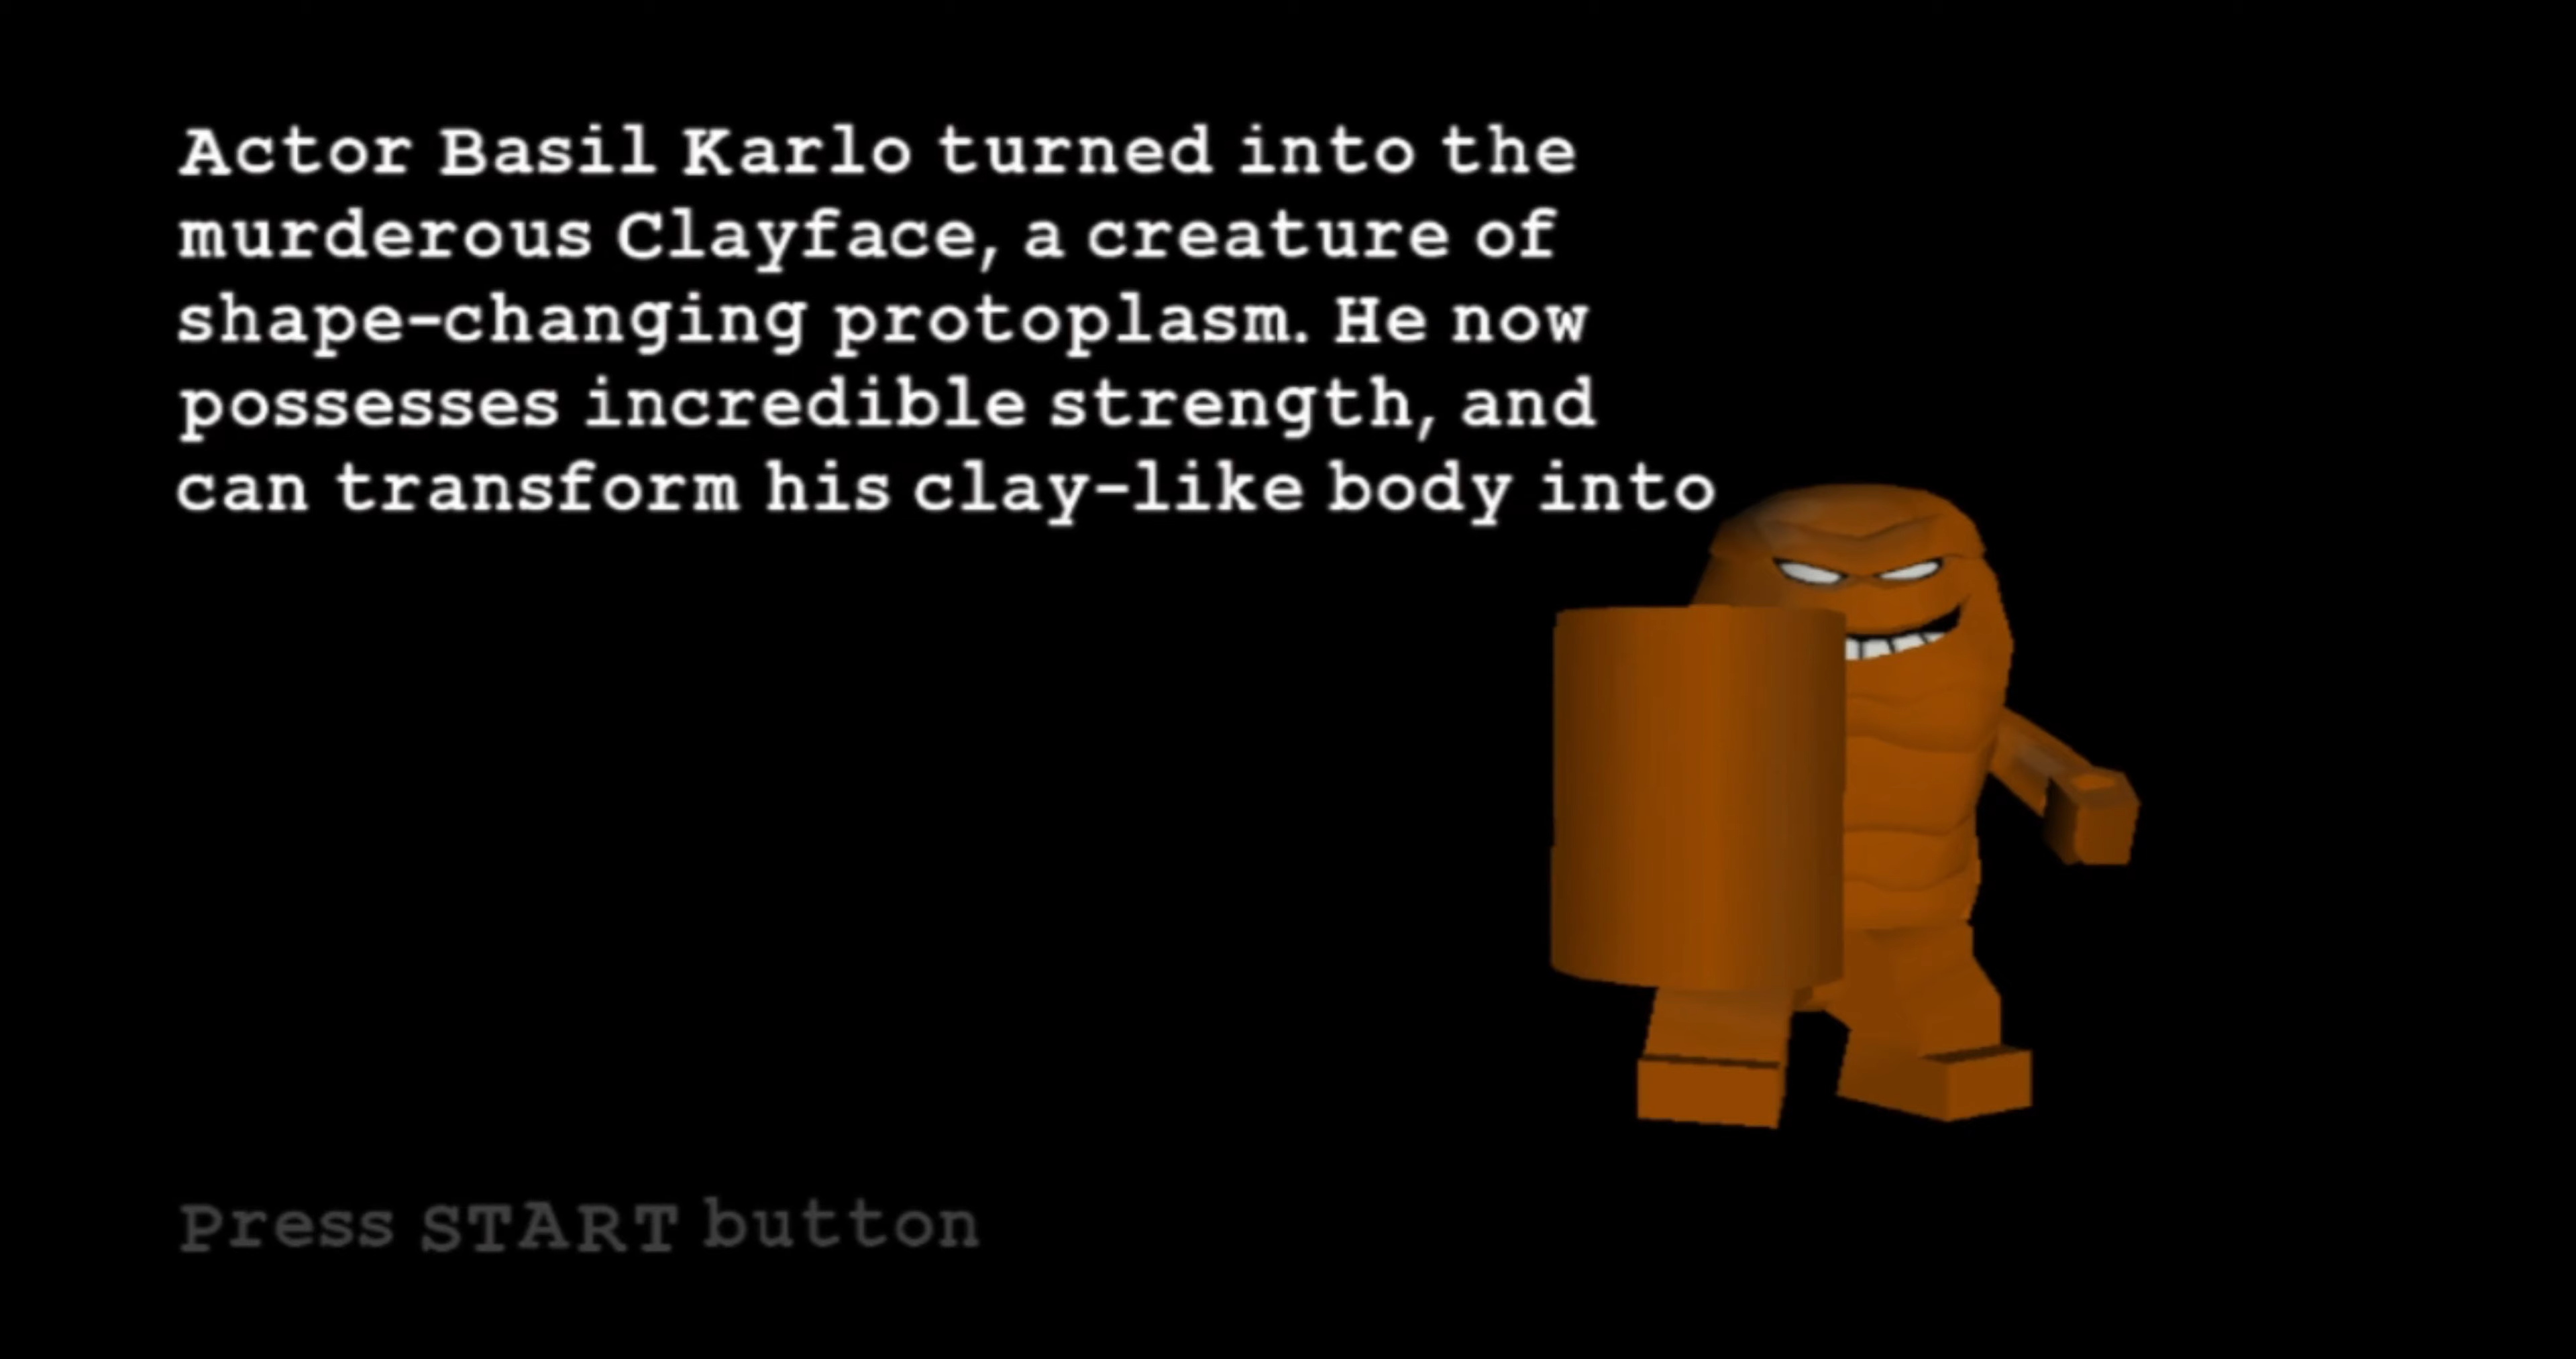 Actor Basil Karlo turned into the
murderous Clayface, a creature of
shape-changing protoplasm. He now
possesses incredible strength, and
can transform his clay-like body into
Press START button